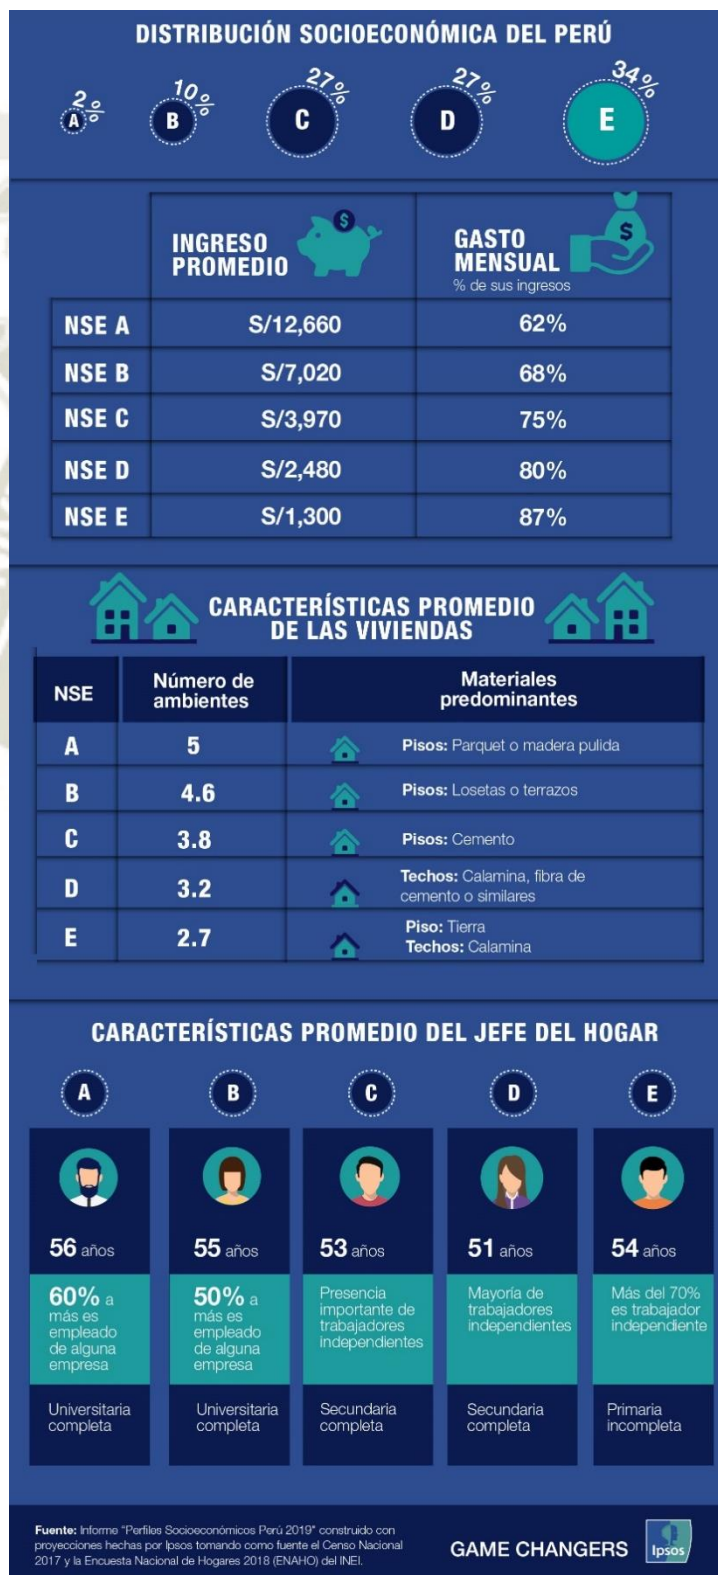 DISTRIBUCIÓN SOCIOECONÓMICA DEL PERÚ
2%
A
10%
B
27%
C
27%
D
34%
E
INGRESO
PROMEDIO
$
GASTO
MENSUAL
% de sus ingresos
$
NSE A S/12,660 62%
NSE B S/7,020 68%
NSE C S/3,970 75%
NSE D S/2,480 80%
NSE E S/1,300 87%
CARACTERÍSTICAS PROMEDIO
DE LAS VIVIENDAS
NSE
Número de
ambientes
Materiales
predominantes
A 5 Pisos: Parquet o madera pulida
B 4.6 Pisos: Losetas o terrazos
C 3.8 Pisos: Cemento
D 3.2 Techos: Calamina, fibra de
cemento o similares
E 2.7 Piso: Tierra
Techos: Calamina
CARACTERÍSTICAS PROMEDIO DEL JEFE DEL HOGAR
A
56 años
60% a
más es
empleado
de alguna
empresa
Universitaria
completa
B
55 años
50% a
más es
empleado
de alguna
empresa
Universitaria
completa
C
53 años
Presencia
importante de
trabajadores
independientes
Secundaria
completa
D
51 años
Mayoría de
trabajadores
independientes
Secundaria
completa
E
54 años
Más del 70%
es trabajador
independiente
Primaria
incompleta
Fuente: Informe "Perfiles Socioeconómicos Perú 2019" construido con
proyecciones hechas por Ipsos tomando como fuente el Censo Nacional
2017 y la Encuesta Nacional de Hogares 2018 (ENAHO) del INEI.
GAME CHANGERS
Ipsos